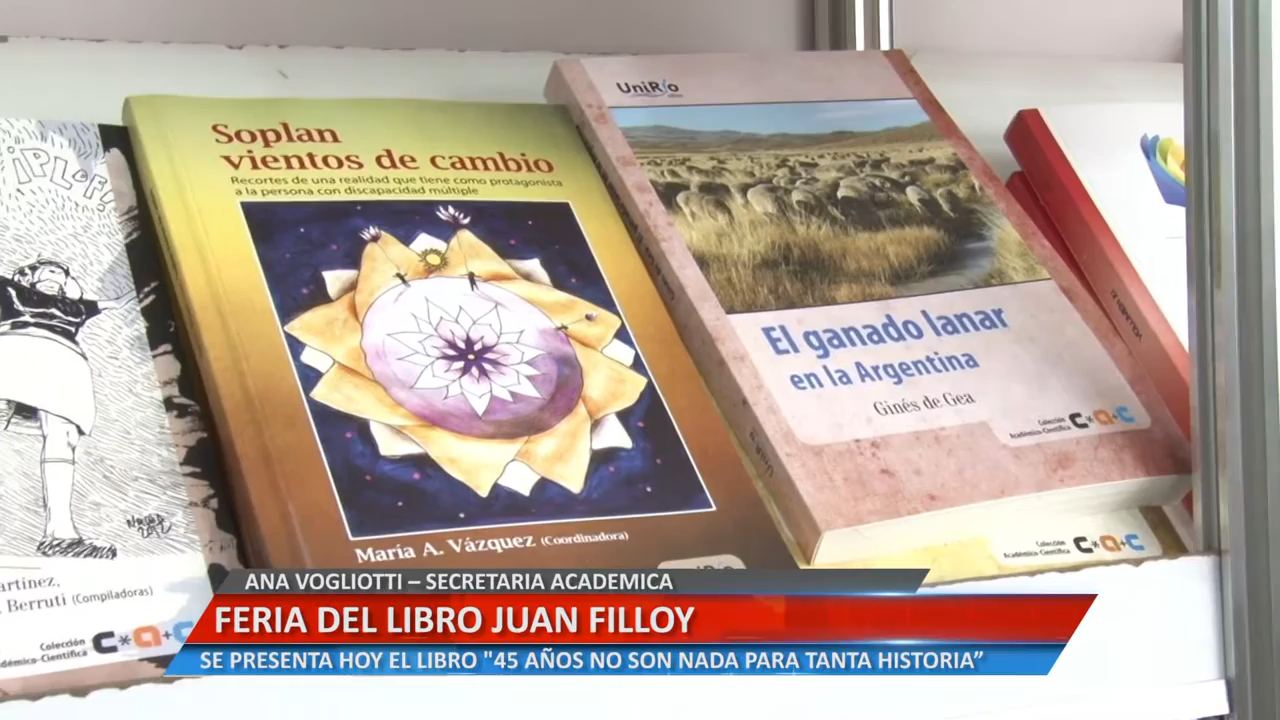 ¡PLOF!
artínez,
Berruti (Compiladoras)
Colección
démico-Científica
c*a+c
Soplan
vientos de cambio
Recortes de una realidad que tiene como protagonista
a la persona con discapacidad múltiple
María A. Vázquez (Coordinadora)
UniRío
El ganado lanar
en la Argentina
Ginés de Gea
Colección
Académico-Científica
c*a+c
Colección
Académico-Científica
c*a+c
ANA VOGLIOTTI – SECRETARIA ACADEMICA
FERIA DEL LIBRO JUAN FILLOY
SE PRESENTA HOY EL LIBRO "45 AÑOS NO SON NADA PARA TANTA HISTORIA”